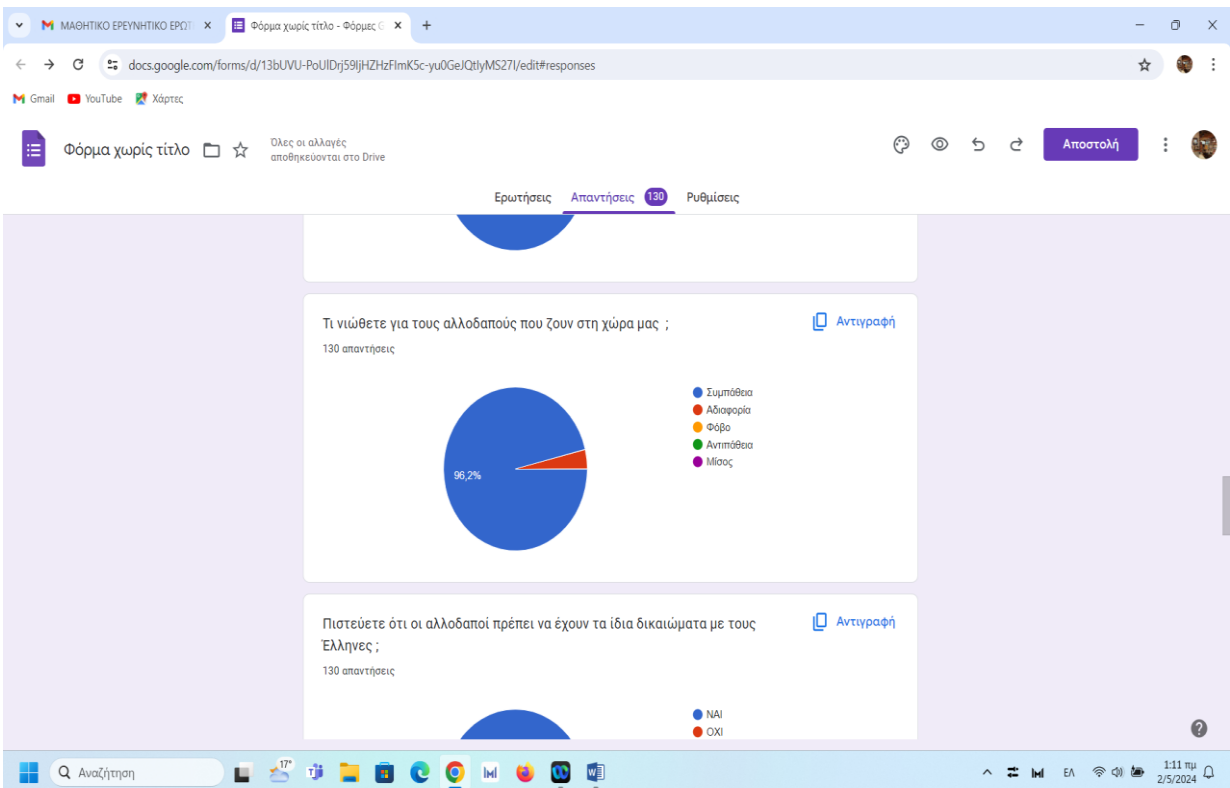 ΜΑΘΗΤΙΚΟ ΕΡΕΥΝΗΤΙΚΟ ΕΡΩΤ
Φόρμα χωρίς τίτλο - Φόρμες G
docs.google.com/forms/d/13bUVU-PoUlDrj59IjHZHzFlmK5c-yu0GeJQtlyMS27I/edit#responses
Gmail YouTube Χάρτες
Φόρμα χωρίς τίτλο
Όλες οι αλλαγές
αποθηκεύονται στο Drive
Αποστολή
Ερωτήσεις Απαντήσεις 130 Ρυθμίσεις
Τι νιώθετε για τους αλλοδαπούς που ζουν στη χώρα μας ;
Αντιγραφή
130 απαντήσεις
Συμπάθεια
Αδιαφορία
Φόβο
Αντιπάθεια
Μίσος
96,2%
Πιστεύετε ότι οι αλλοδαποί πρέπει να έχουν τα ίδια δικαιώματα με τους
Έλληνες ;
Αντιγραφή
130 απαντήσεις
ΝΑΙ
ΟΧΙ
Αναζήτηση
17°
ΕΛ
1:11 πμ
2/5/2024